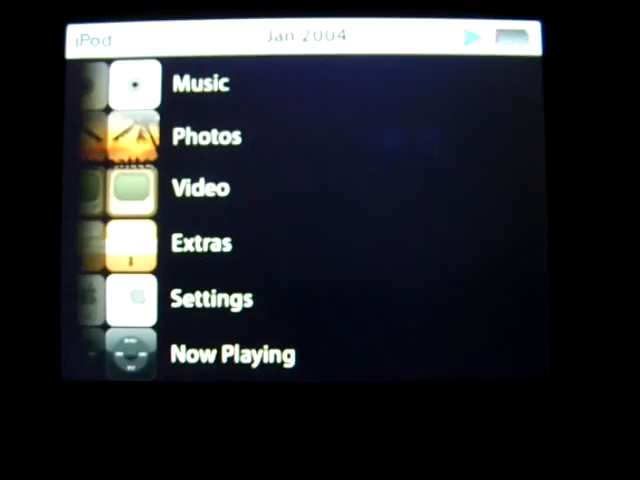 iPod Jan 2004
Music
Photos
Video
Extras
Settings
Now Playing